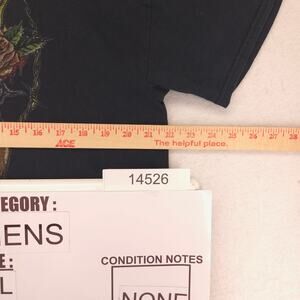 15 16 17 18 19 20 21 22 23 24 25 26 27 28
ACE The helpful place.
14526
TEGORY :
ENS
E :
L
CONDITION NOTES
NONE